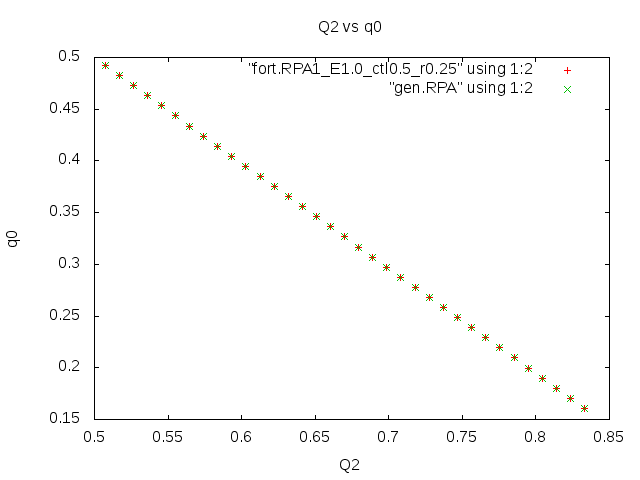 Q2 vs q0
"fort.RPA1_E1.0_ctl0.5_r0.25" using 1:2
"gen.RPA" using 1:2
0.5
0.45
0.4
0.35
0.3
0.25
0.2
0.15
q0
0.5 0.55 0.6 0.65 0.7 0.75 0.8 0.85
Q2